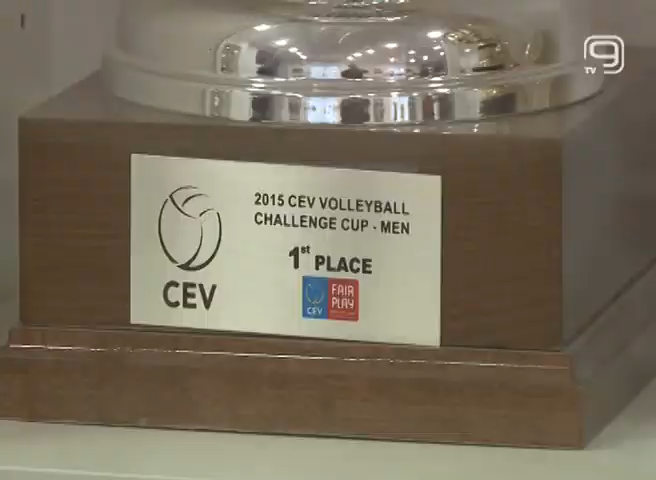 9
TV
2015 CEV VOLLEYBALL
CHALLENGE CUP - MEN
1st PLACE
CEV
CEV
FAIR
PLAY